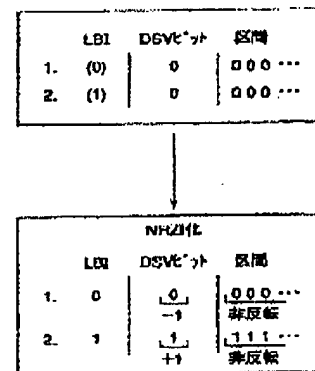 LBI DSVビット 区間
1. (0) 0 000…
2. (1) 0 000…
NRZI化
LBI DSVビット 区間
1. 0 0 000…
-1 非反転
2. 1 1 111…
+1 非反転